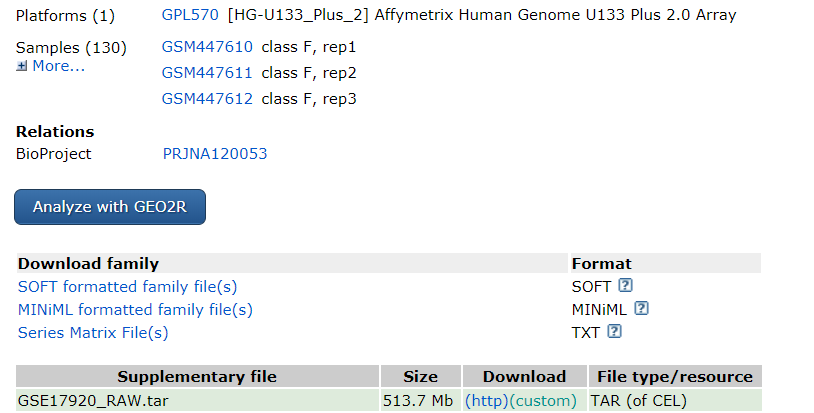 Platforms (1) GPL570 [HG-U133_Plus_2] Affymetrix Human Genome U133 Plus 2.0 Array
Samples (130) GSM447610 class F, rep1
More... GSM447611 class F, rep2
GSM447612 class F, rep3
Relations
BioProject PRJNA120053
Analyze with GEO2R
Download family Format
SOFT formatted family file(s) SOFT ?
MINiML formatted family file(s) MINiML ?
Series Matrix File(s) TXT ?
Supplementary file Size Download File type/resource
GSE17920_RAW.tar 513.7 Mb (http)(custom) TAR (of CEL)